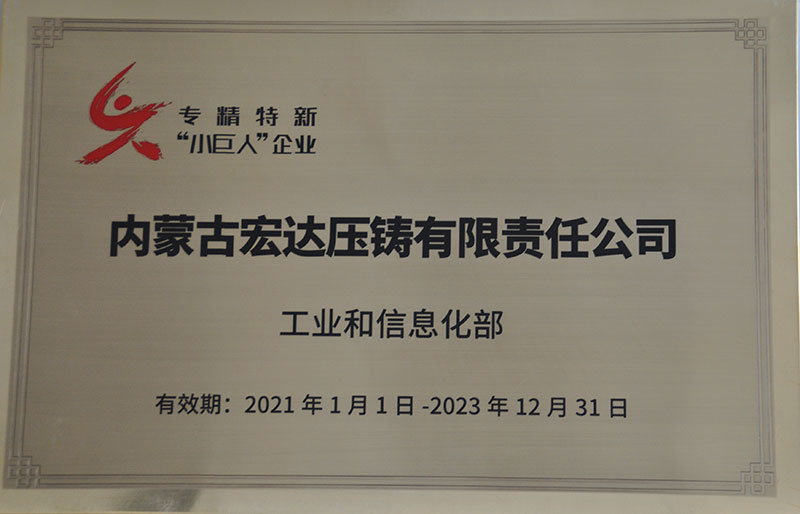 专精特新
“小巨人”企业
内蒙古宏达压铸有限责任公司
工业和信息化部
有效期：2021年1月1日-2023年12月31日